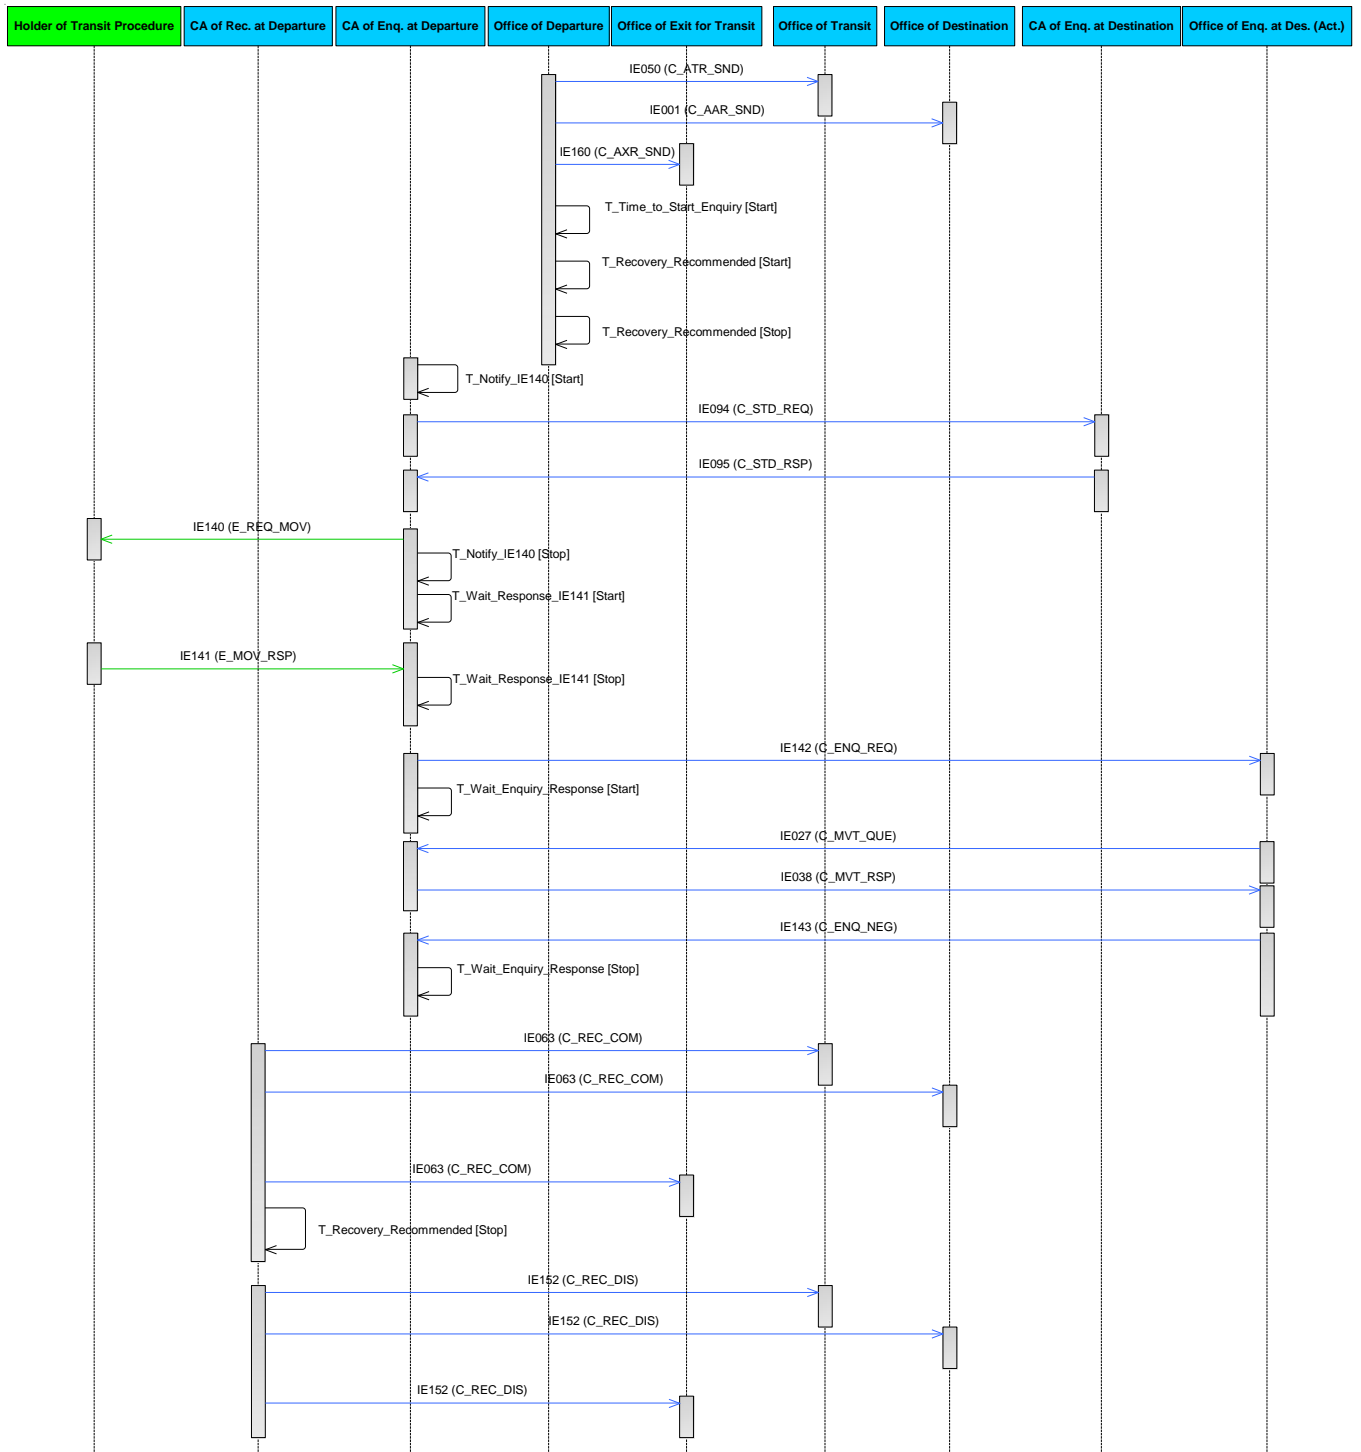 Holder of Transit Procedure
CA of Rec. at Departure
CA of Enq. at Departure
Office of Departure
Office of Exit for Transit
Office of Transit
Office of Destination
CA of Enq. at Destination
Office of Enq. at Des. (Act.)
IE050 (C_ATR_SND)
IE001 (C_AAR_SND)
IE160 (C_AXR_SND)
T_Time_to_Start_Enquiry [Start]
T_Recovery_Recommended [Start]
T_Recovery_Recommended [Stop]
T_Notify_IE140 [Start]
IE094 (C_STD_REQ)
IE095 (C_STD_RSP)
IE140 (E_REQ_MOV)
T_Notify_IE140 [Stop]
T_Wait_Response_IE141 [Start]
IE141 (E_MOV_RSP)
T_Wait_Response_IE141 [Stop]
IE142 (C_ENQ_REQ)
T_Wait_Enquiry_Response [Start]
IE027 (C_MVT_QUE)
IE038 (C_MVT_RSP)
IE143 (C_ENQ_NEG)
T_Wait_Enquiry_Response [Stop]
IE063 (C_REC_COM)
IE063 (C_REC_COM)
IE063 (C_REC_COM)
T_Recovery_Recommended [Stop]
IE152 (C_REC_DIS)
IE152 (C_REC_DIS)
IE152 (C_REC_DIS)